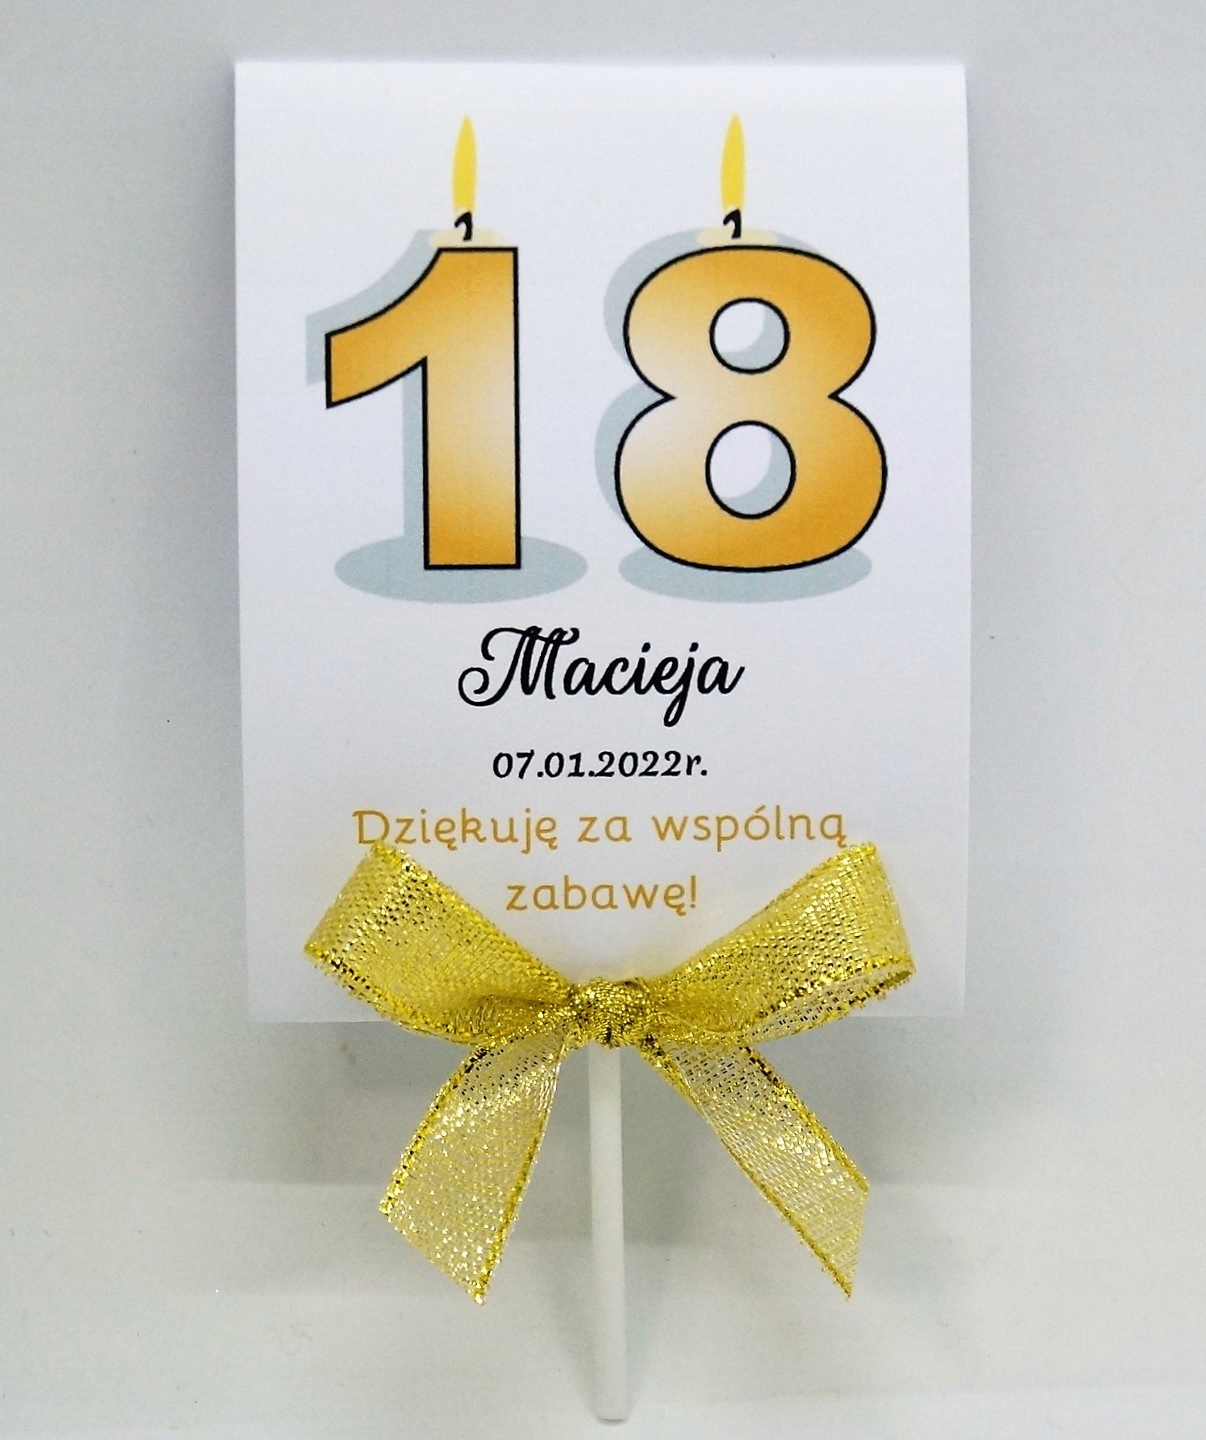 18
Macieja
07.01.2022r.
Dziękuję za wspólną
zabawę!